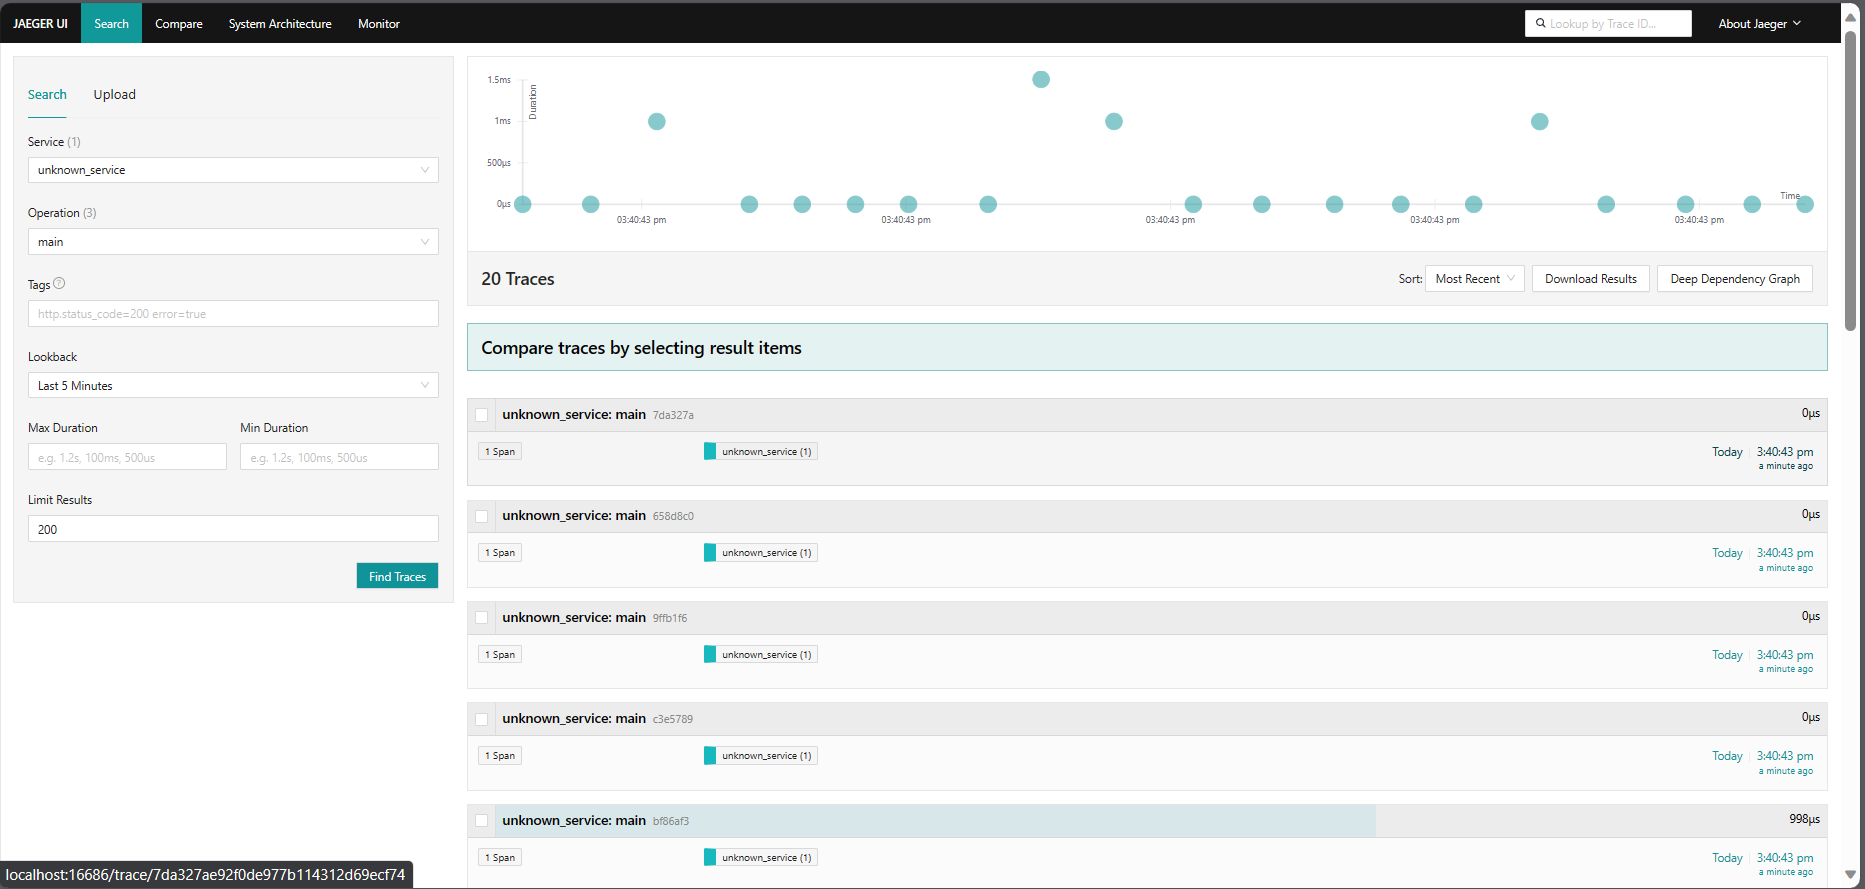 JAEGER UI Search Compare System Architecture Monitor Lookup by Trace ID... About Jaeger
Search Upload
Service (1)
unknown_service
Operation (3)
main
Tags
http.status_code=200 error=true
Lookback
Last 5 Minutes
Max Duration Min Duration
e.g. 1.2s, 100ms, 500us e.g. 1.2s, 100ms, 500us
Limit Results
200
Find Traces
Duration
1.5ms
1ms
500µs
0µs
Time
03:40:43 pm 03:40:43 pm 03:40:43 pm 03:40:43 pm 03:40:43 pm
20 Traces Sort: Most Recent Download Results Deep Dependency Graph
Compare traces by selecting result items
unknown_service: main 7da327a 0µs
1 Span unknown_service (1) Today 3:40:43 pm
a minute ago
unknown_service: main 658d8c0 0µs
1 Span unknown_service (1) Today 3:40:43 pm
a minute ago
unknown_service: main 9ffb1f6 0µs
1 Span unknown_service (1) Today 3:40:43 pm
a minute ago
unknown_service: main c3e5789 0µs
1 Span unknown_service (1) Today 3:40:43 pm
a minute ago
unknown_service: main bf86af3 998µs
1 Span unknown_service (1) Today 3:40:43 pm
a minute ago
localhost:16686/trace/7da327ae92f0de977b114312d69ecf74